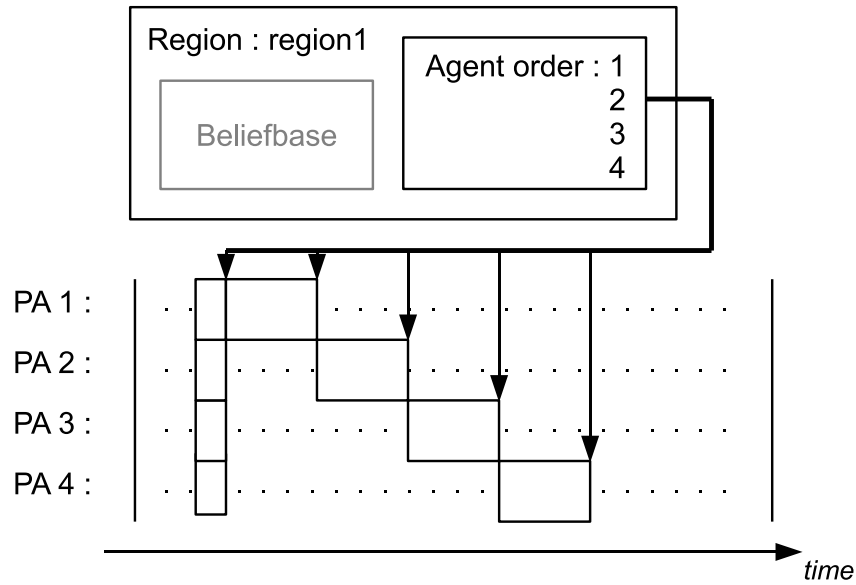 Region : region1
Agent order : 1
2
3
4
Beliefbase
PA 1 :
PA 2 :
PA 3 :
PA 4 :
time